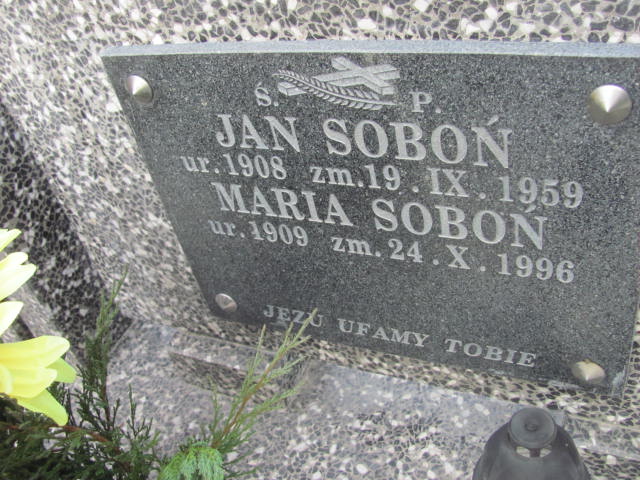 Ś. P.
JAN SOBOŃ
ur. 1908 zm. 19. IX. 1959
MARIA SOBOŃ
ur. 1909 zm. 24. X. 1996
JEZU UFAMY TOBIE